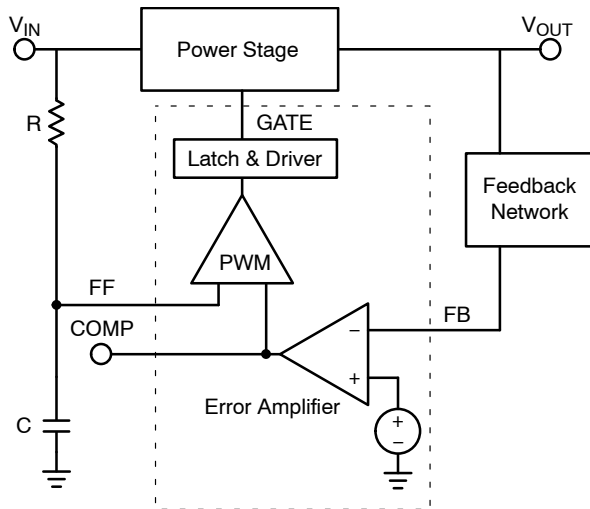 VIN
Power Stage
VOUT
R
GATE
Latch & Driver
Feedback
Network
PWM
FF
FB
COMP
−
+
Error Amplifier
+
−
C